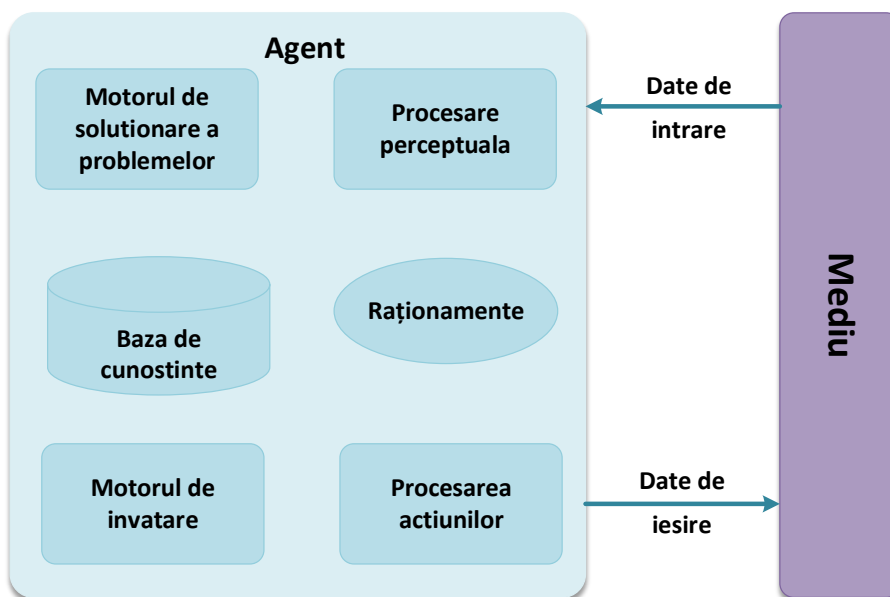 Agent
Motorul de
solutionare a
problemelor
Procesare
perceptuala
Date de
intrare
Baza de
cunostinte
Raționamente
Mediu
Motorul de
invatare
Procesarea
actiunilor
Date de
iesire